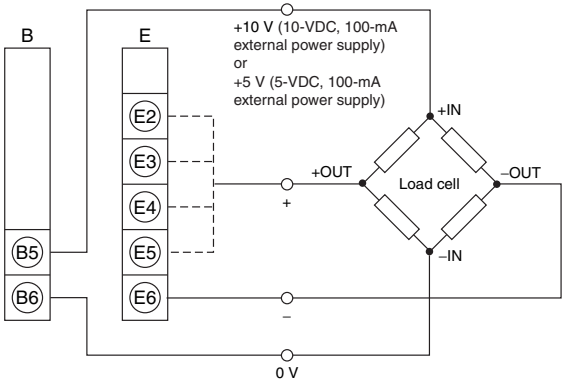 B
E
+10 V (10-VDC, 100-mA
external power supply)
or
+5 V (5-VDC, 100-mA
external power supply)
+IN
E2
E3
E4
E5
E6
B5
B6
+OUT
Load cell
–OUT
+
–IN
–
0 V